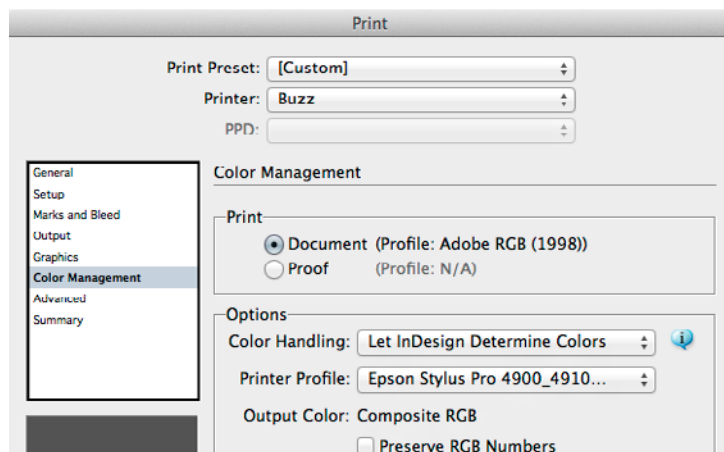 Print
Print Preset: [Custom]
Printer: Buzz
PPD:
General
Setup
Marks and Bleed
Output
Graphics
Color Management
Advanced
Summary
Color Management
Print
Document (Profile: Adobe RGB (1998))
Proof (Profile: N/A)
Options
Color Handling: Let InDesign Determine Colors
Printer Profile: Epson Stylus Pro 4900_4910...
Output Color: Composite RGB
Preserve RGB Numbers